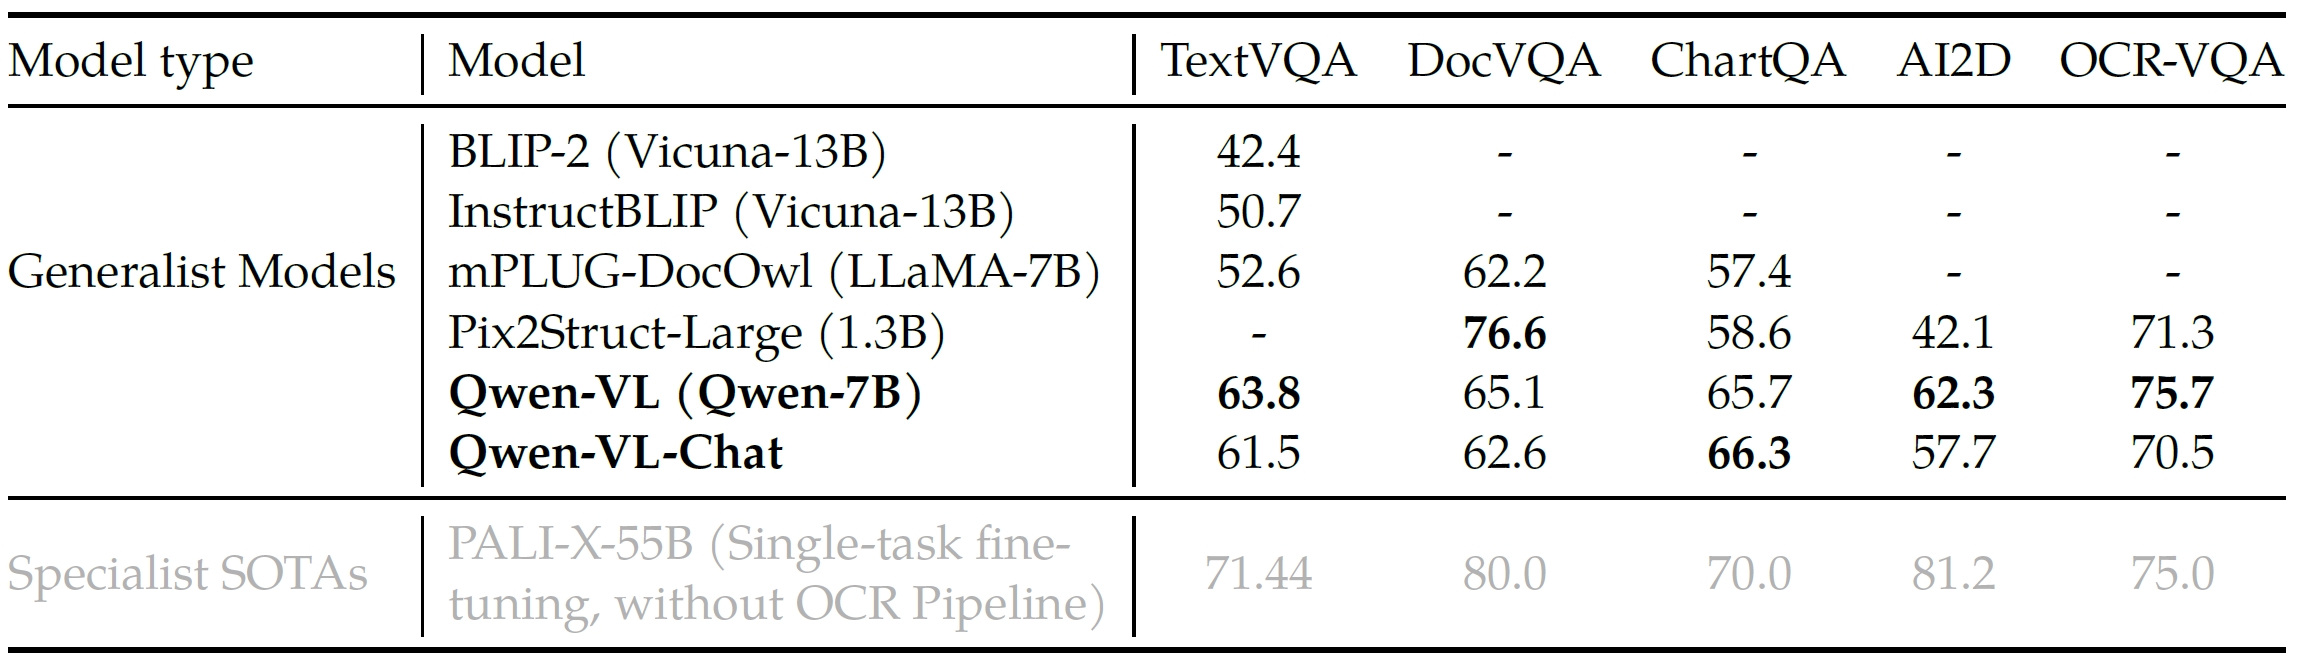 Model type Model TextVQA DocVQA ChartQA AI2D OCR-VQA
BLIP-2 (Vicuna-13B) 42.4 - - - -
InstructBLIP (Vicuna-13B) 50.7 - - - -
Generalist Models mPLUG-DocOwl (LLaMA-7B) 52.6 62.2 57.4 - -
Pix2Struct-Large (1.3B) - 76.6 58.6 42.1 71.3
Qwen-VL (Qwen-7B) 63.8 65.1 65.7 62.3 75.7
Qwen-VL-Chat 61.5 62.6 66.3 57.7 70.5
PALI-X-55B (Single-task fine-
Specialist SOTAs 71.44 80.0 70.0 81.2 75.0
tuning, without OCR Pipeline)